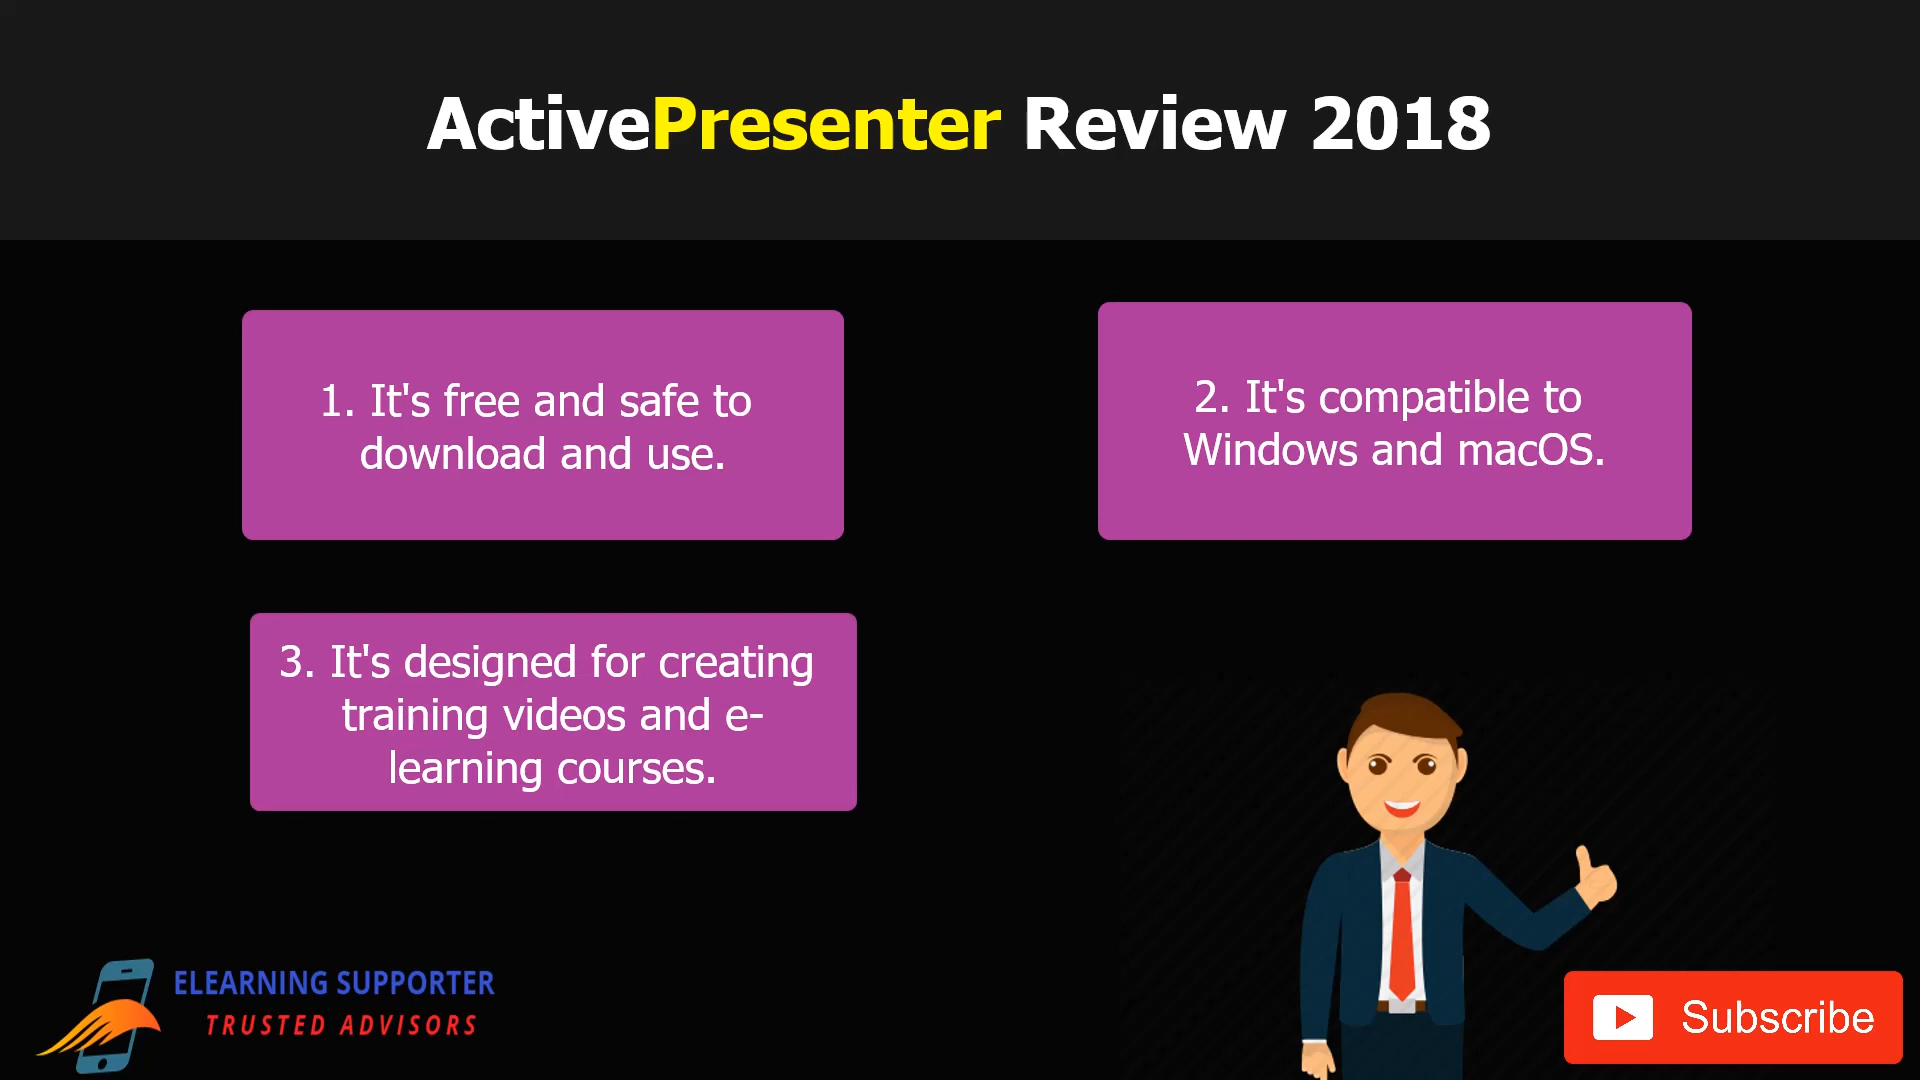 ActivePresenter Review 2018
1. It's free and safe to
download and use.
2. It's compatible to
Windows and macOS.
3. It's designed for creating
training videos and e-
learning courses.
ELEARNING SUPPORTER
TRUSTED ADVISORS
Subscribe